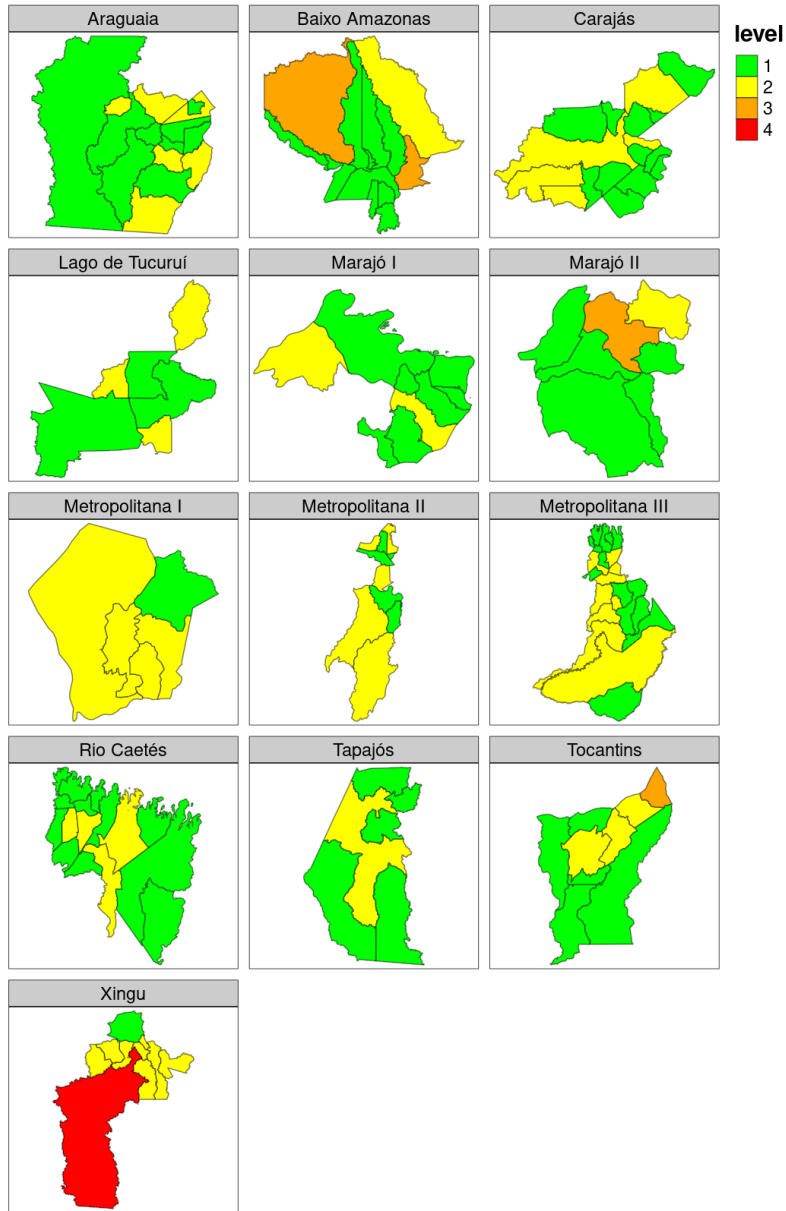 Araguaia
Baixo Amazonas
Carajás
level
1
2
3
4
Lago de Tucuruí
Marajó I
Marajó II
Metropolitana I
Metropolitana II
Metropolitana III
Rio Caetés
Tapajós
Tocantins
Xingu